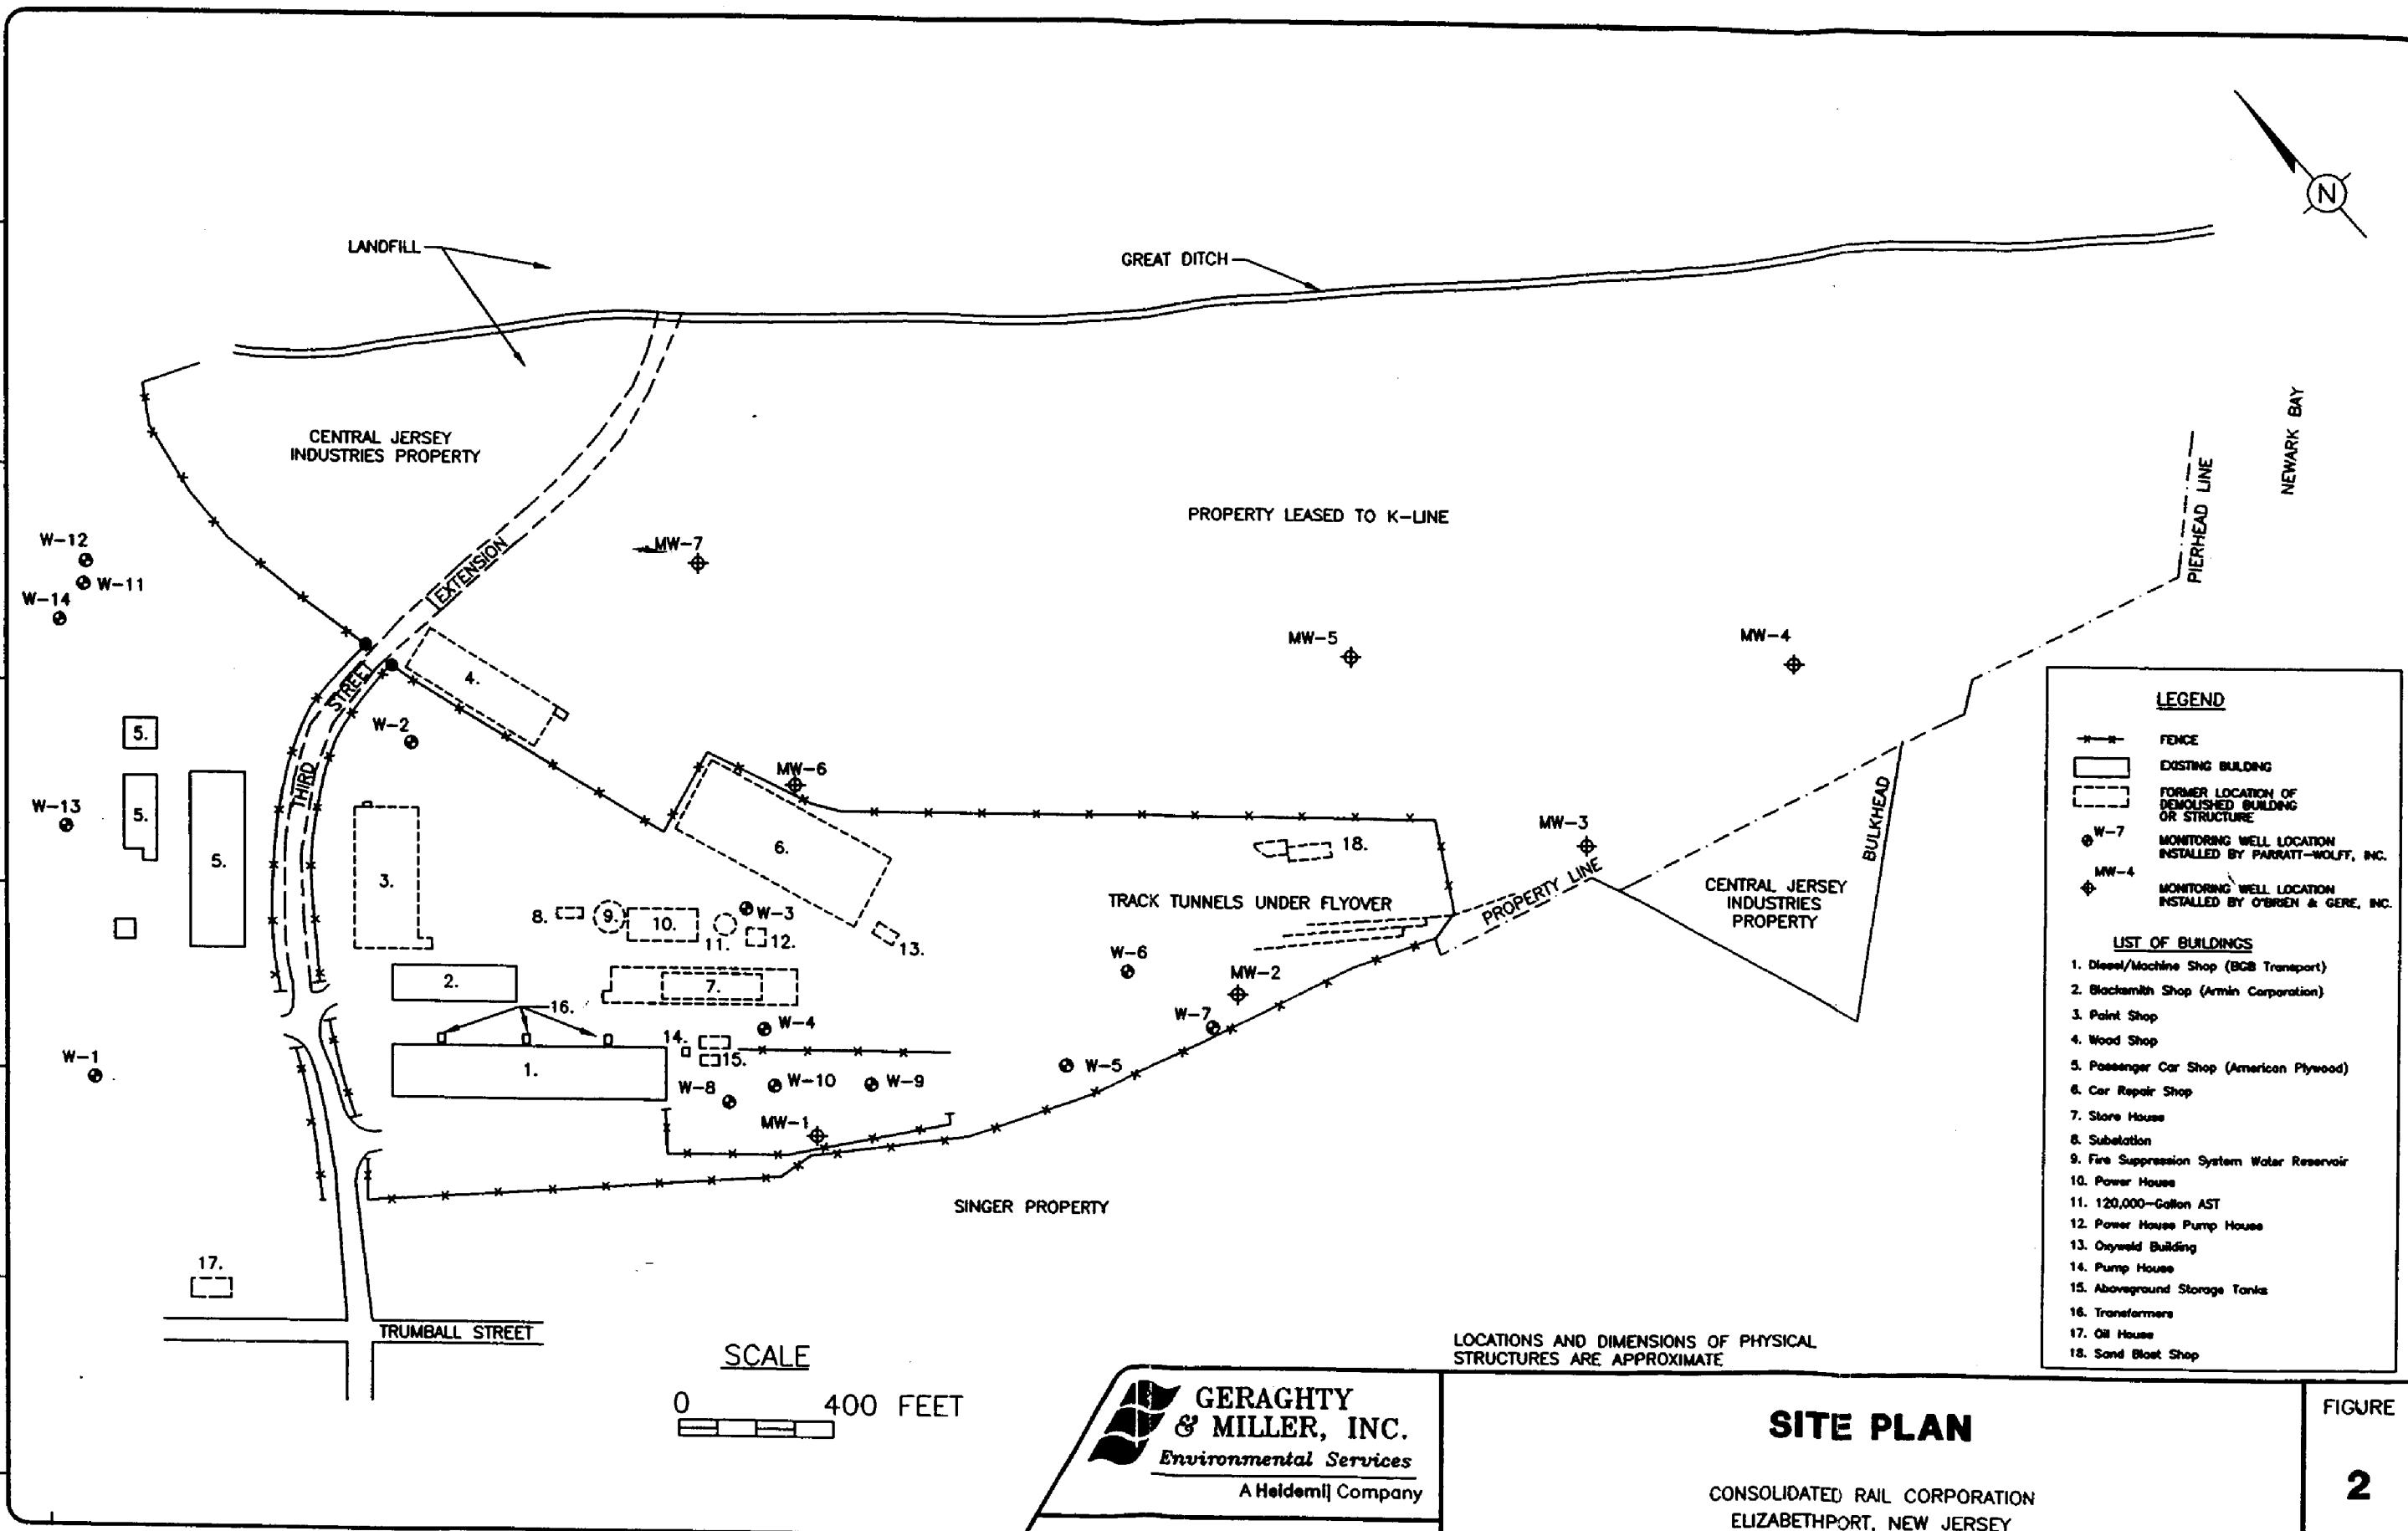 N
LANDFILL
GREAT DITCH
NEWARK BAY
PIERHEAD LINE
CENTRAL JERSEY
INDUSTRIES PROPERTY
PROPERTY LEASED TO K-LINE
W-12
W-11
W-14
MW-7
EXTENSION
STREET
THIRD
MW-5
MW-4
4.
W-2
5.
5.
5.
W-13
MW-6
6.
3.
MW-3
18.
BULKHEAD
PROPERTY LINE
CENTRAL JERSEY
INDUSTRIES
PROPERTY
TRACK TUNNELS UNDER FLYOVER
8.
9.
10.
11.
W-3
12.
13.
W-6
MW-2
W-7
2.
7.
16.
W-4
14.
15.
1.
W-1
W-8
W-10
W-9
W-5
MW-1
SINGER PROPERTY
17.
TRUMBALL STREET
SCALE
0 400 FEET
LOCATIONS AND DIMENSIONS OF PHYSICAL
STRUCTURES ARE APPROXIMATE
LEGEND
FENCE
EXISTING BUILDING
FORMER LOCATION OF
DEMOLISHED BUILDING
OR STRUCTURE
W-7
MONITORING WELL LOCATION
INSTALLED BY PARRATT-WOLFF, INC.
MW-4
MONITORING WELL LOCATION
INSTALLED BY O'BRIEN & GERE, INC.
LIST OF BUILDINGS
1. Diesel/Machine Shop (BGB Transport)
2. Blacksmith Shop (Armin Corporation)
3. Paint Shop
4. Wood Shop
5. Passenger Car Shop (American Plywood)
6. Car Repair Shop
7. Store House
8. Substation
9. Fire Suppression System Water Reservoir
10. Power House
11. 120,000-Gallon AST
12. Power House Pump House
13. Oxyweld Building
14. Pump House
15. Aboveground Storage Tanks
16. Transformers
17. Oil House
18. Sand Blast Shop
GERAGHTY
& MILLER, INC.
Environmental Services
A Heidemij Company
SITE PLAN
CONSOLIDATED RAIL CORPORATION
ELIZABETHPORT, NEW JERSEY
FIGURE
2